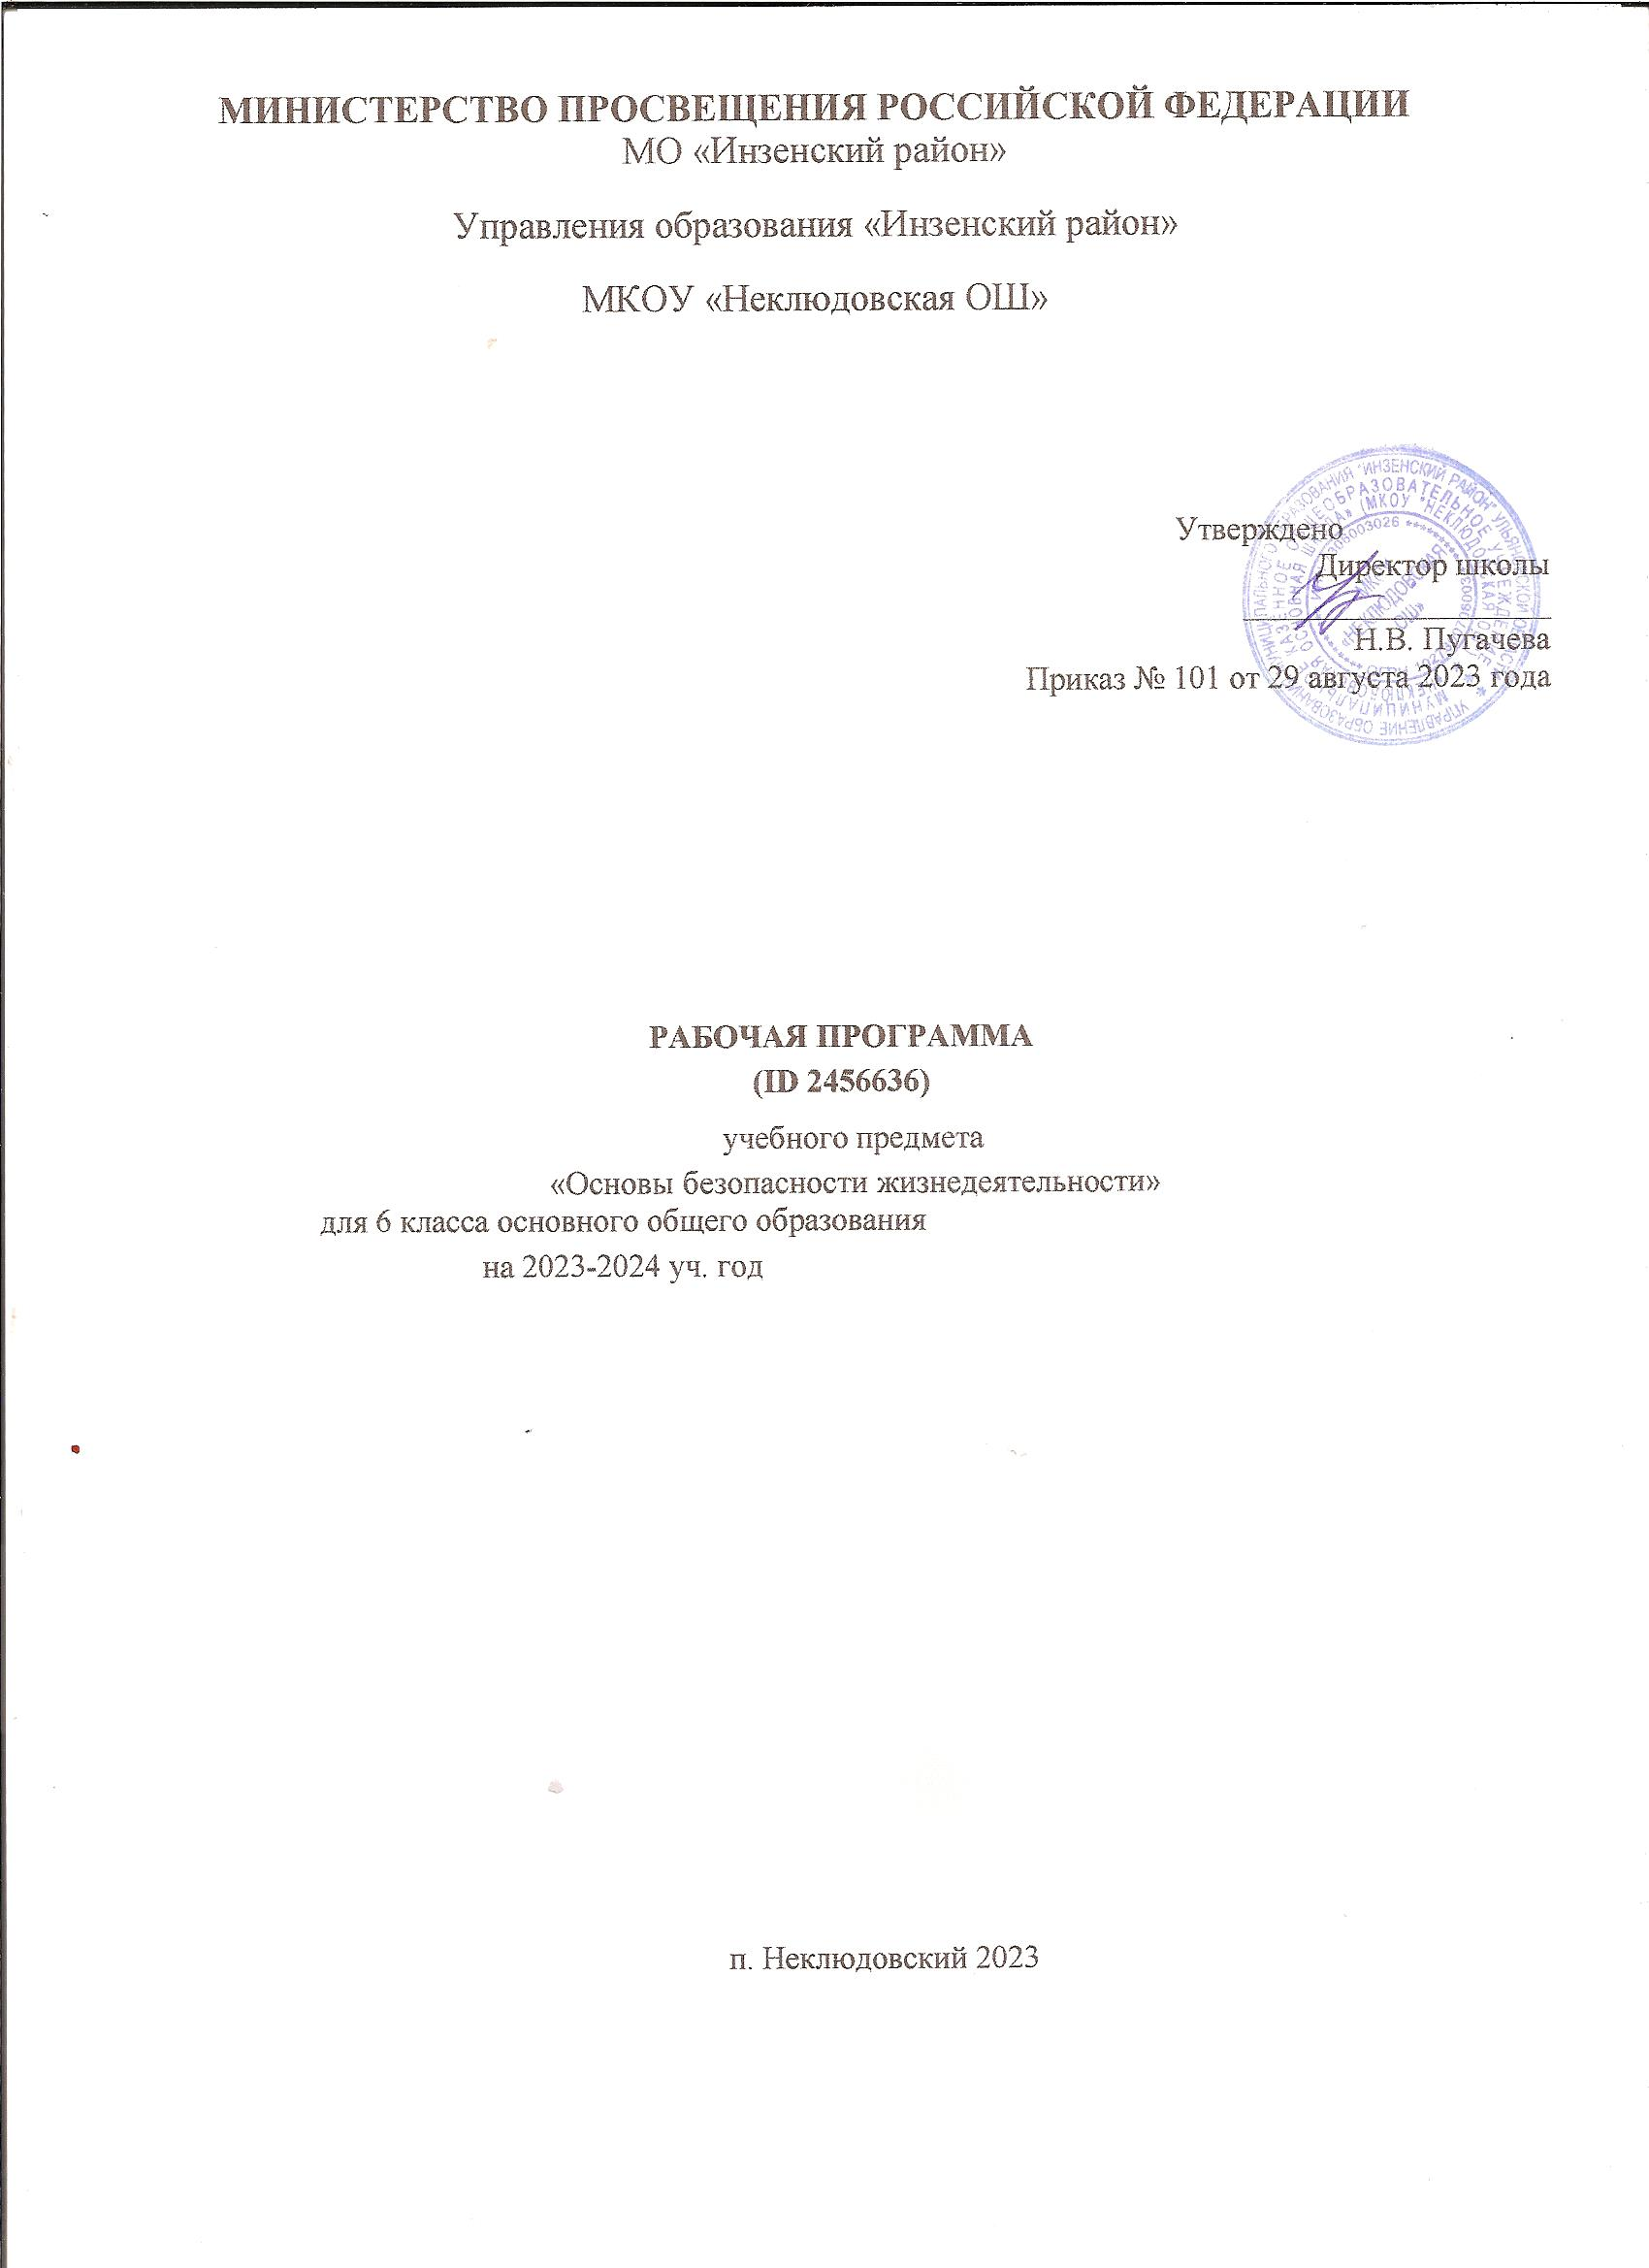 МИНИСТЕРСТВО ПРОСВЕЩЕНИЯ РОССИЙСКОЙ ФЕДЕРАЦИИ
МО «Инзенский район»
Управления образования «Инзенский район»
МКОУ «Неклюдовская ОШ»
Утверждено
Директор школы
Н.В. Пугачева
Приказ № 101 от 29 августа 2023 года
РАБОЧАЯ ПРОГРАММА
(ID 2456636)
учебного предмета
«Основы безопасности жизнедеятельности»
для 6 класса основного общего образования
на 2023-2024 уч. год
п. Неклюдовский 2023